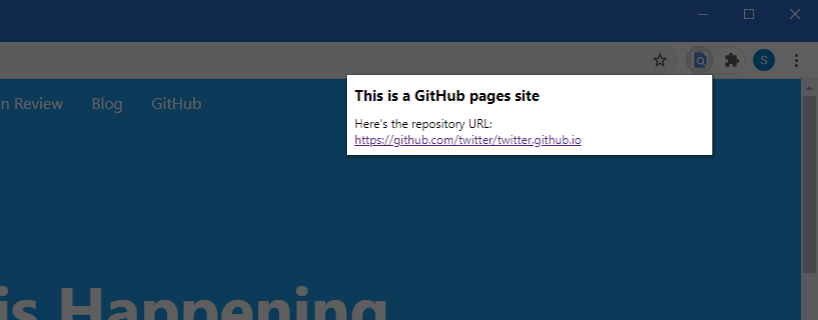 S
n Review Blog GitHub
This is a GitHub pages site
Here's the repository URL:
https://github.com/twitter/twitter.github.io
is Happening